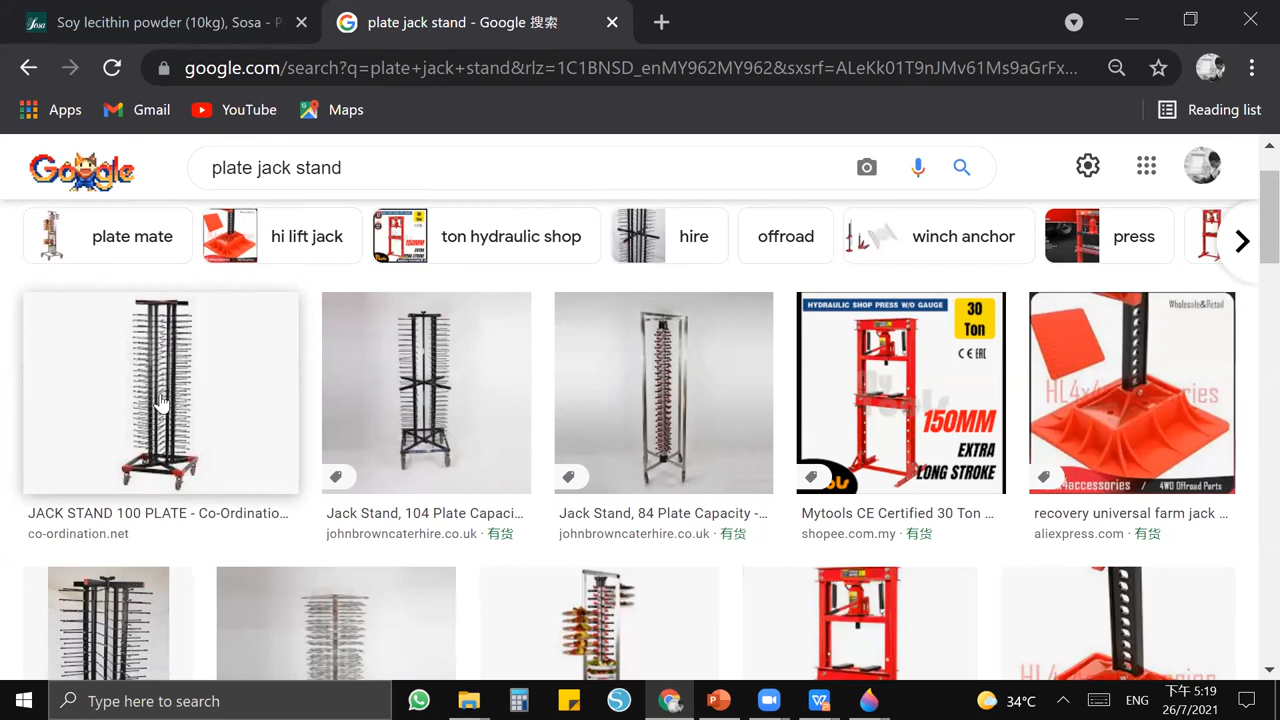 Soy lecithin powder (10kg), Sosa - P
plate jack stand - Google 搜索
google.com/search?q=plate+jack+stand&rlz=1C1BNSD_enMY962MY962&sxsrf=ALeKk01T9nJMv61Ms9aGrFx...
Apps
Gmail
YouTube
Maps
Reading list
Google
plate jack stand
plate mate
hi lift jack
ton hydraulic shop
hire
offroad
winch anchor
press
HYDRAULIC SHOP PRESS W/O GAUGE
30
Ton
CE EAC
150MM
EXTRA
LONG STROKE
Wholesale&Retail
4WD Offroad Parts
JACK STAND 100 PLATE - Co-Ordinatio...
co-ordination.net
Jack Stand, 104 Plate Capaci...
johnbrowncaterhire.co.uk · 有货
Jack Stand, 84 Plate Capacity -...
johnbrowncaterhire.co.uk · 有货
Mytools CE Certified 30 Ton ...
shopee.com.my · 有货
recovery universal farm jack ...
aliexpress.com · 有货
Type here to search
34°C
ENG
下午 5:19
26/7/2021